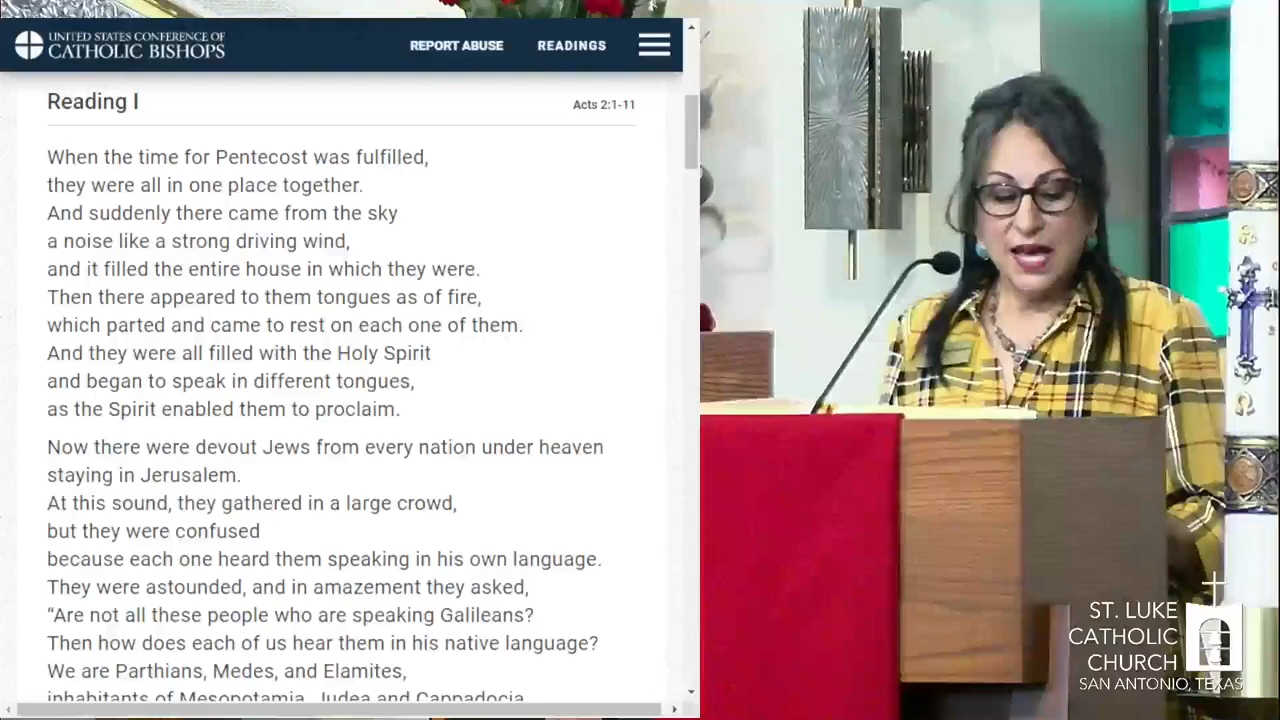 UNITED STATES CONFERENCE OF
CATHOLIC BISHOPS
REPORT ABUSE
READINGS
Reading I
Acts 2:1-11
When the time for Pentecost was fulfilled,
they were all in one place together.
And suddenly there came from the sky
a noise like a strong driving wind,
and it filled the entire house in which they were.
Then there appeared to them tongues as of fire,
which parted and came to rest on each one of them.
And they were all filled with the Holy Spirit
and began to speak in different tongues,
as the Spirit enabled them to proclaim.
Now there were devout Jews from every nation under heaven
staying in Jerusalem.
At this sound, they gathered in a large crowd,
but they were confused
because each one heard them speaking in his own language.
They were astounded, and in amazement they asked,
“Are not all these people who are speaking Galileans?
Then how does each of us hear them in his native language?
We are Parthians, Medes, and Elamites,
inhabitants of Mesopotamia, Judea and Cappadocia,
ST. LUKE
CATHOLIC
CHURCH
SAN ANTONIO, TEXAS